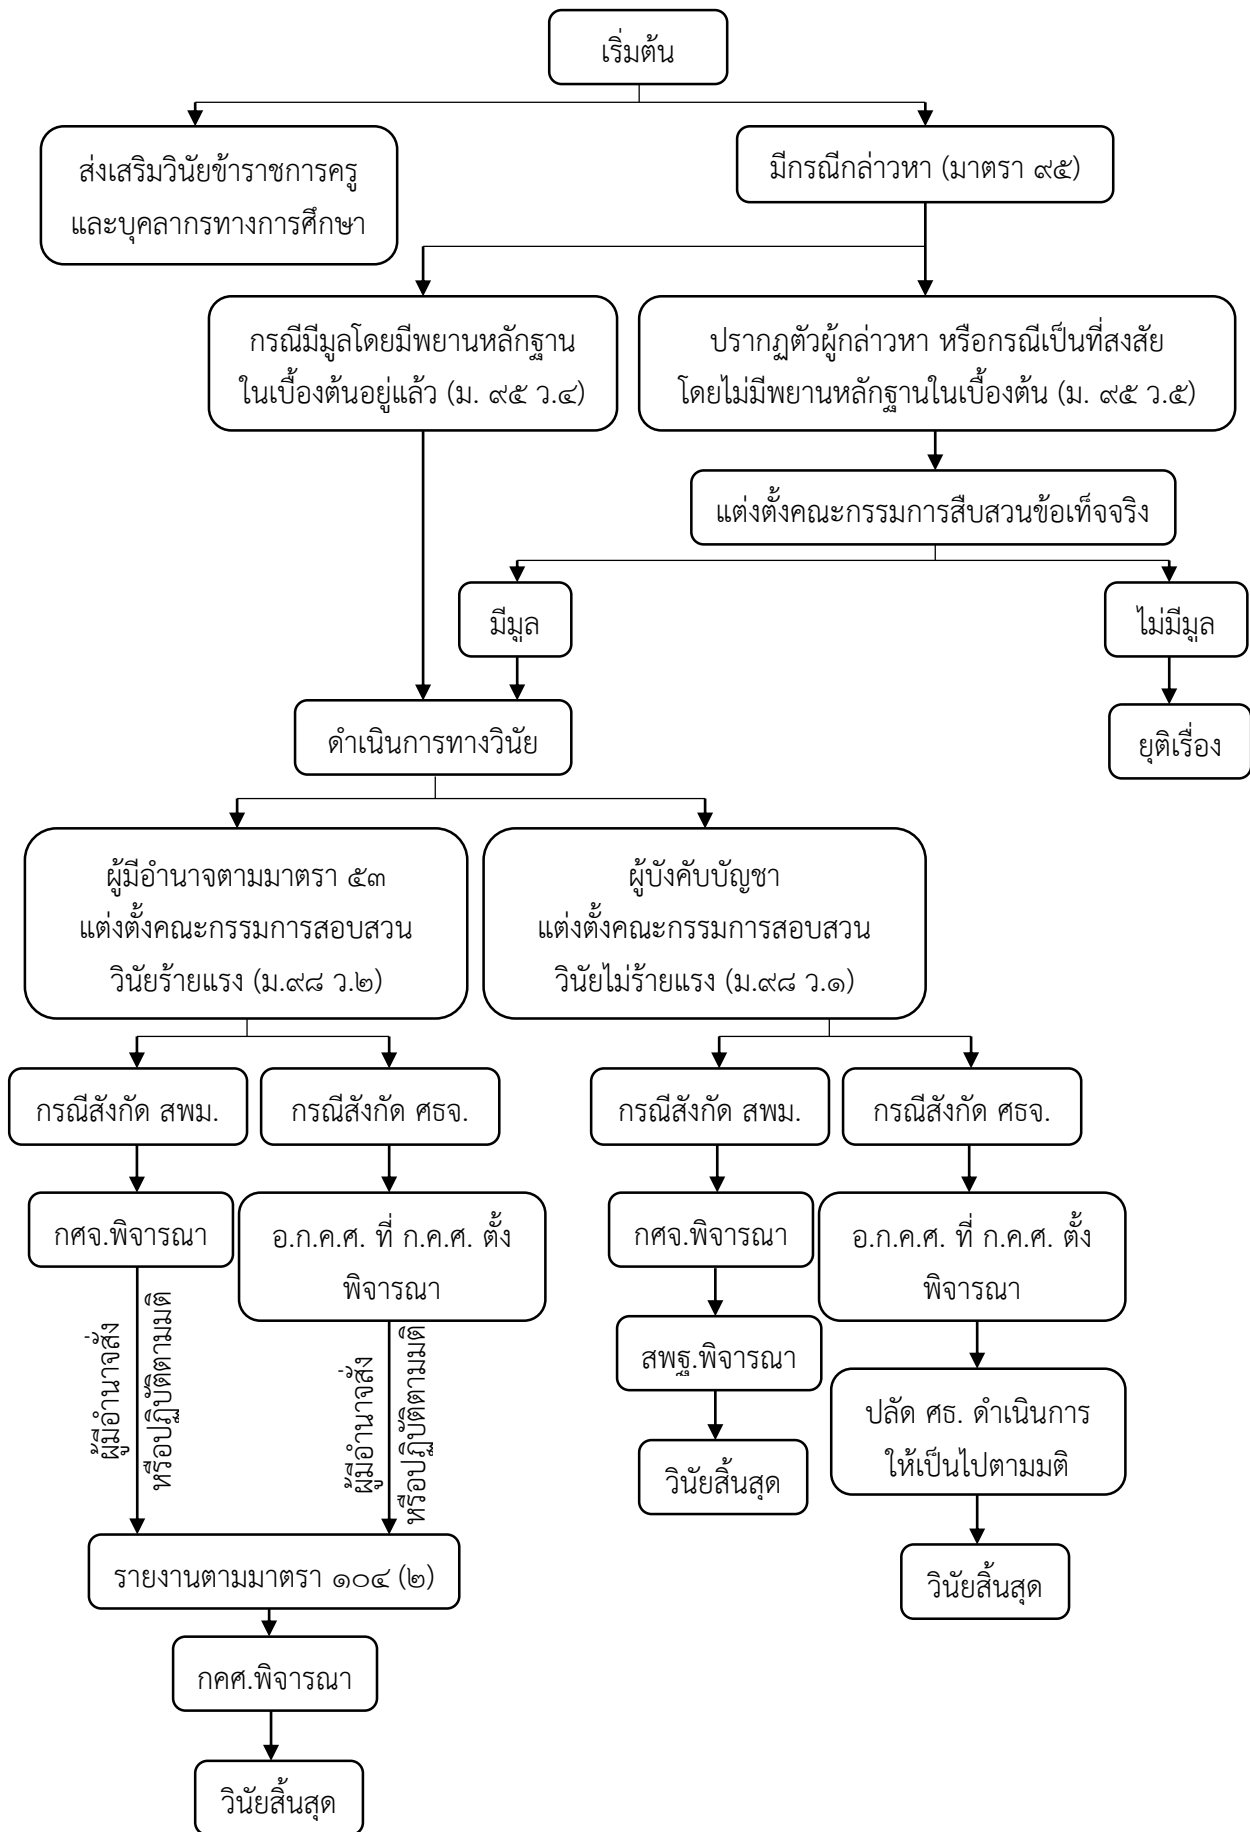 เริ่มต้น
ส่งเสริมวินัยข้าราชการครู
และบุคลากรทางการศึกษา
มีกรณีกล่าวหา (มาตรา ๙๕)
กรณีมีมูลโดยมีพยานหลักฐาน
ในเบื้องต้นอยู่แล้ว (ม. ๙๕ ว.๔)
ปรากฏตัวผู้กล่าวหา หรือกรณีเป็นที่สงสัย
โดยไม่มีพยานหลักฐานในเบื้องต้น (ม. ๙๕ ว.๕)
แต่งตั้งคณะกรรมการสืบสวนข้อเท็จจริง
มีมูล
ไม่มีมูล
ดำเนินการทางวินัย
ยุติเรื่อง
ผู้มีอำนาจตามมาตรา ๕๓
แต่งตั้งคณะกรรมการสอบสวน
วินัยร้ายแรง (ม.๙๘ ว.๒)
ผู้บังคับบัญชา
แต่งตั้งคณะกรรมการสอบสวน
วินัยไม่ร้ายแรง (ม.๙๘ ว.๑)
กรณีสังกัด สพม.
กรณีสังกัด ศธจ.
กรณีสังกัด สพม.
กรณีสังกัด ศธจ.
กศจ.พิจารณา
อ.ก.ค.ศ. ที่ ก.ค.ศ. ตั้ง
พิจารณา
กศจ.พิจารณา
อ.ก.ค.ศ. ที่ ก.ค.ศ. ตั้ง
พิจารณา
ผู้มีอำนาจสั่ง
หรือปฏิบัติตามมติ
ผู้มีอำนาจสั่ง
หรือปฏิบัติตามมติ
สพฐ.พิจารณา
ปลัด ศธ. ดำเนินการ
ให้เป็นไปตามมติ
วินัยสิ้นสุด
วินัยสิ้นสุด
รายงานตามมาตรา ๑๐๔ (๒)
กคศ.พิจารณา
วินัยสิ้นสุด